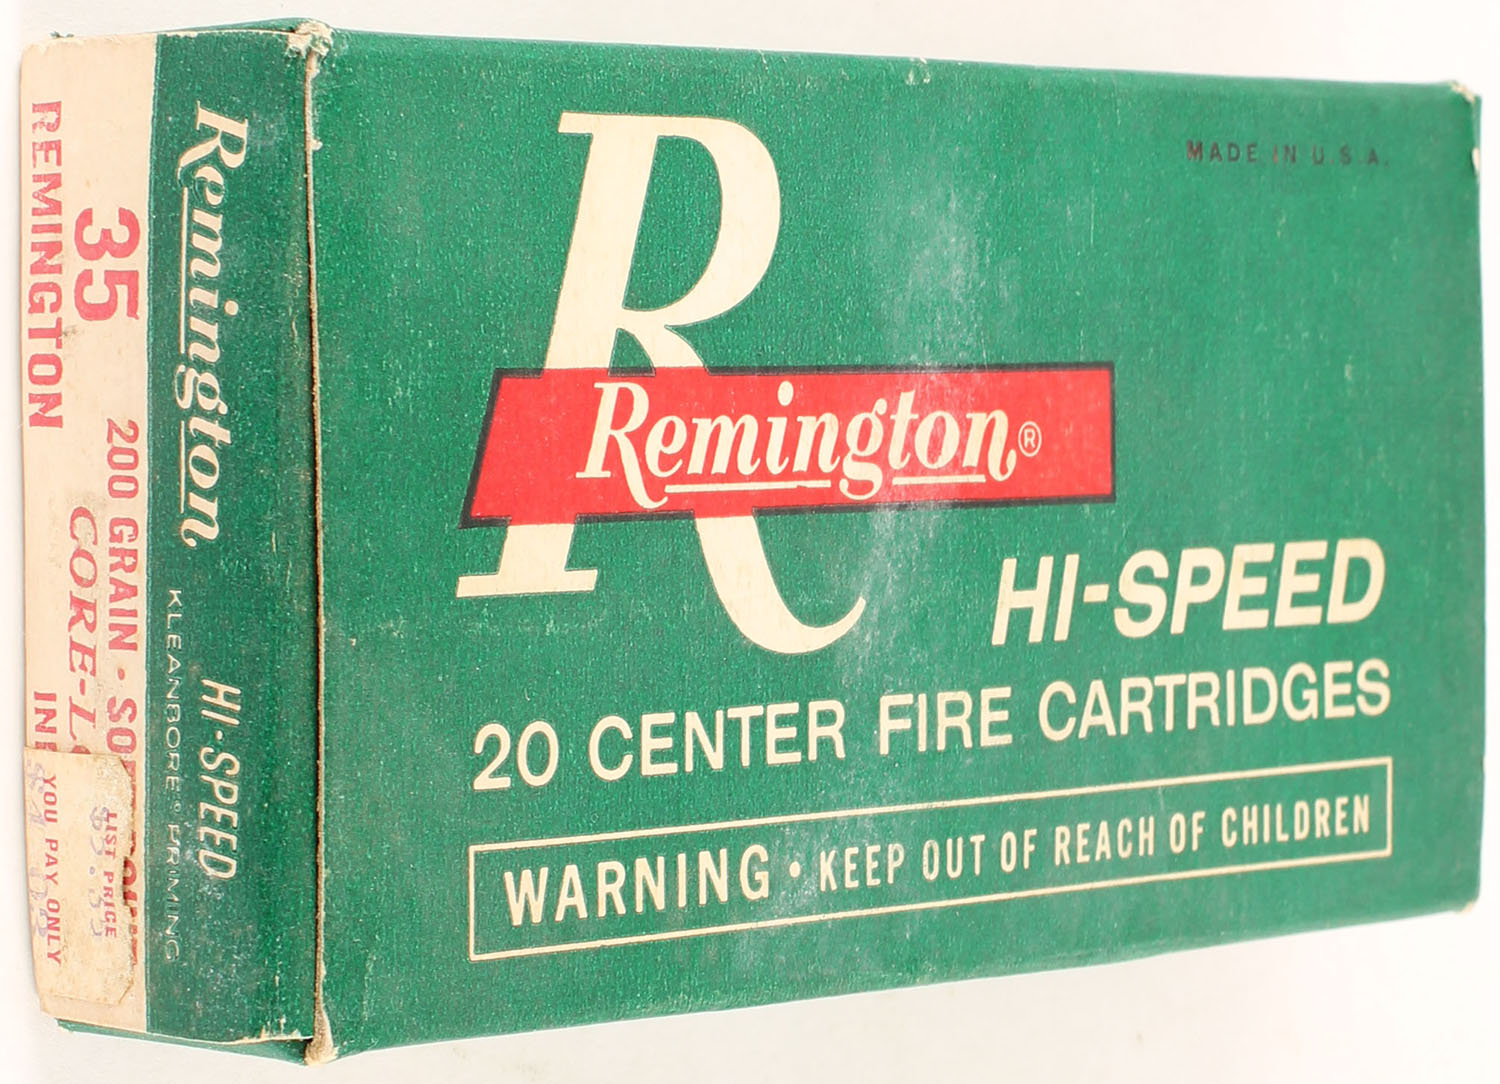 MADE IN U.S.A.
Remington®
HI-SPEED
20 CENTER FIRE CARTRIDGES
WARNING · KEEP OUT OF REACH OF CHILDREN
Remington HI-SPEED
KLEANBORE® PRIMING
200 GRAIN ·
35
CORE-
REMINGTON
LIST PRICE
YOU PAY ONLY